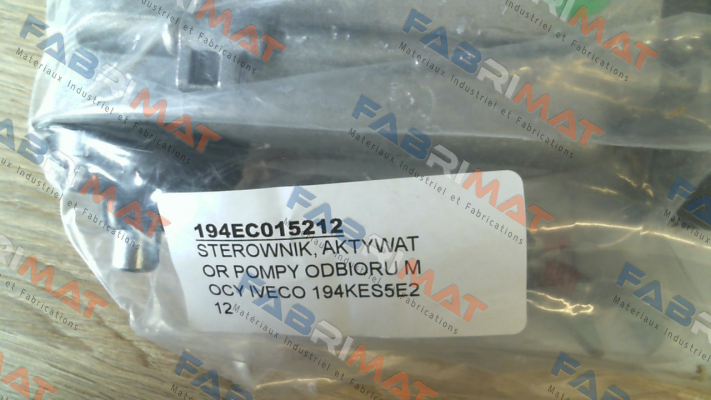 194EC015212
STEROWNIK, AKTYWAT
OR POMPY ODBIORU M
OCY IVECO 194KES5E2
12
FABRIMAT
Materiaux Industriel et Fabrications